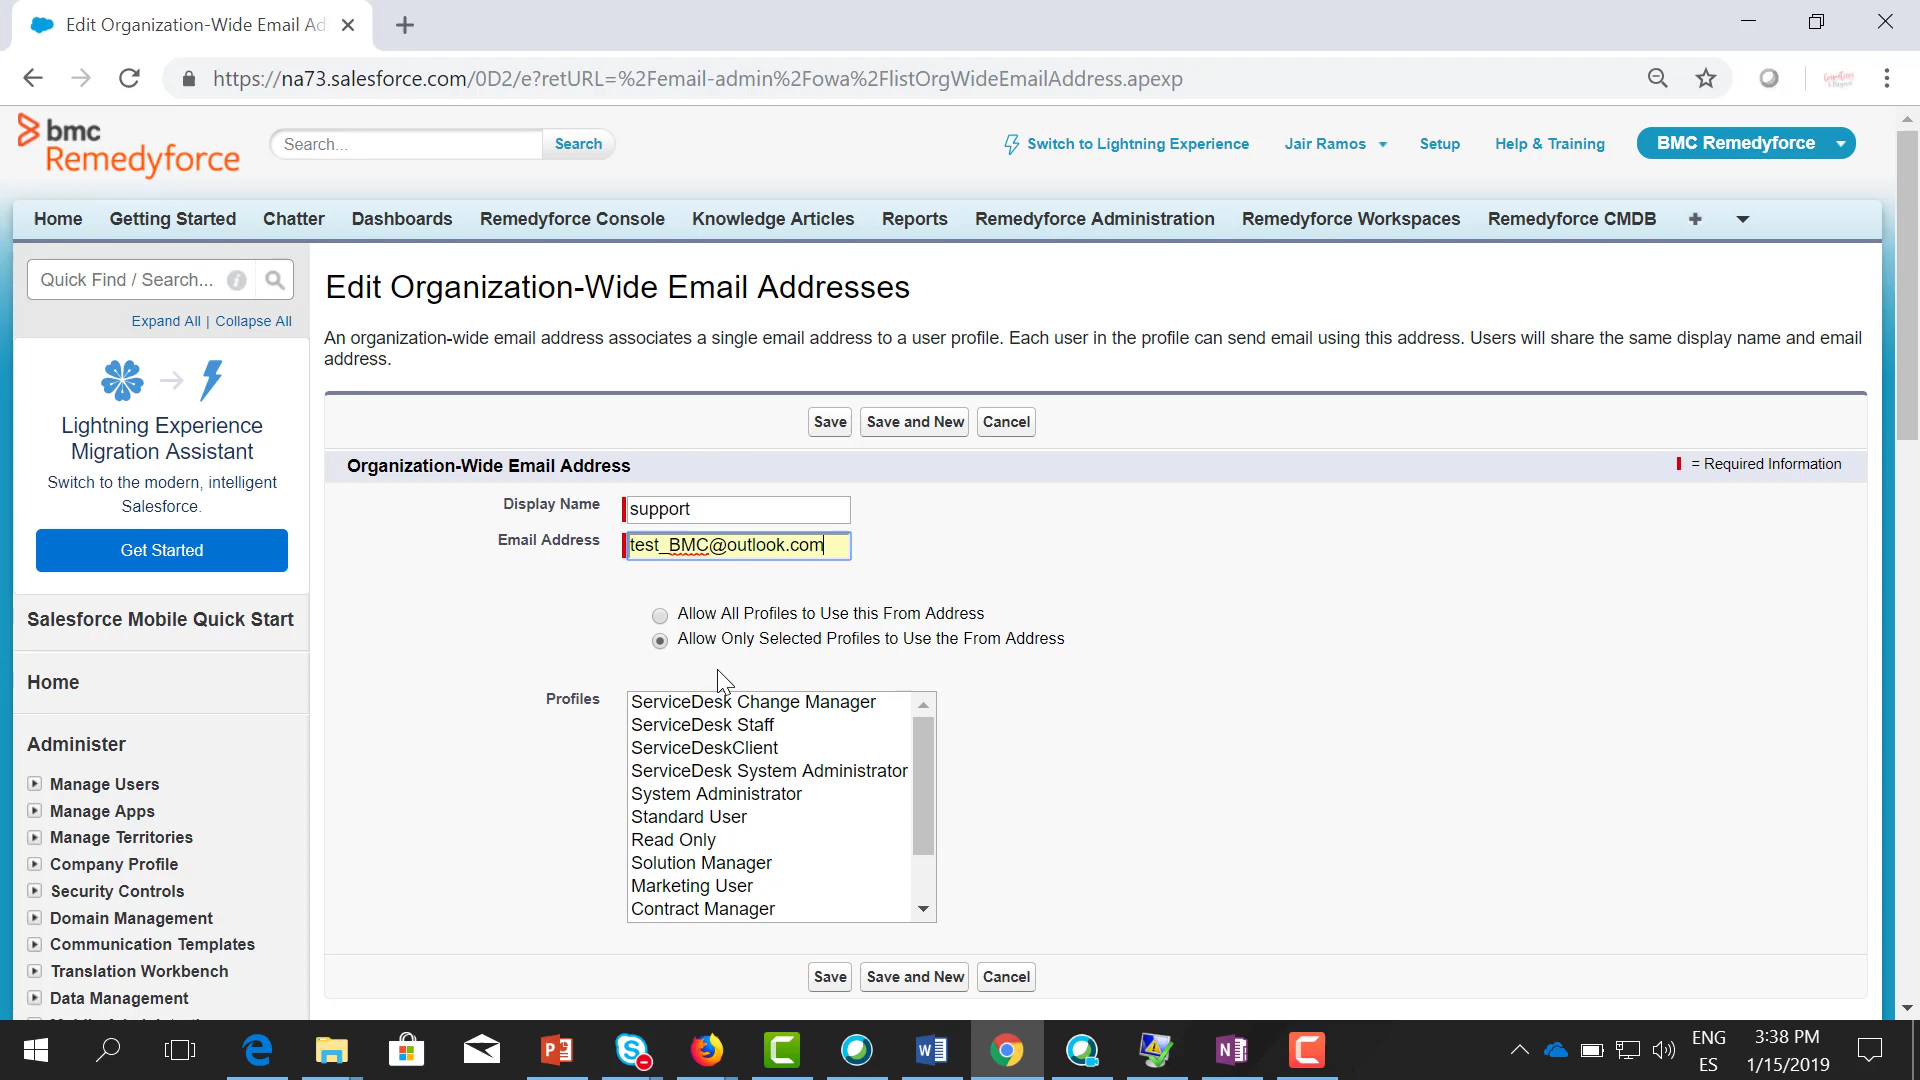 Edit Organization-Wide Email Ad
https://na73.salesforce.com/0D2/e?retURL=%2Femail-admin%2Fowa%2FlistOrgWideEmailAddress.apexp
bmc
Remedyforce
Search...
Search
Switch to Lightning Experience
Jair Ramos
Setup
Help & Training
BMC Remedyforce
Home
Getting Started
Chatter
Dashboards
Remedyforce Console
Knowledge Articles
Reports
Remedyforce Administration
Remedyforce Workspaces
Remedyforce CMDB
Quick Find / Search...
Expand All | Collapse All
Lightning Experience
Migration Assistant
Switch to the modern, intelligent
Salesforce.
Get Started
Salesforce Mobile Quick Start
Home
Administer
Manage Users
Manage Apps
Manage Territories
Company Profile
Security Controls
Domain Management
Communication Templates
Translation Workbench
Data Management
Edit Organization-Wide Email Addresses
An organization-wide email address associates a single email address to a user profile. Each user in the profile can send email using this address. Users will share the same display name and email
address.
Save
Save and New
Cancel
Organization-Wide Email Address
= Required Information
Display Name
support
Email Address
test_BMC@outlook.com
Allow All Profiles to Use this From Address
Allow Only Selected Profiles to Use the From Address
Profiles
ServiceDesk Change Manager
ServiceDesk Staff
ServiceDeskClient
ServiceDesk System Administrator
System Administrator
Standard User
Read Only
Solution Manager
Marketing User
Contract Manager
Save
Save and New
Cancel
ENG
ES
3:38 PM
1/15/2019